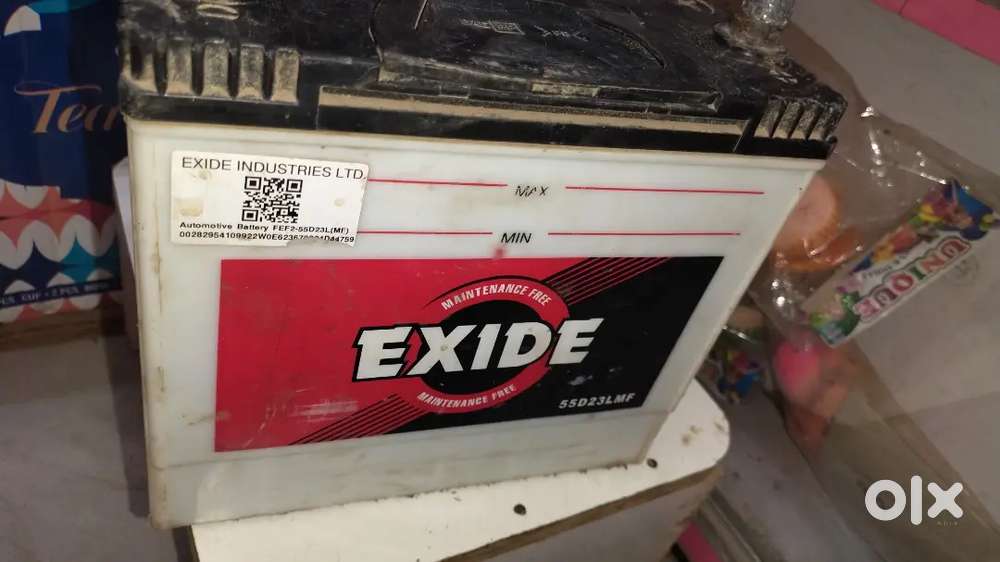 EXIDE INDUSTRIES LTD.
Automotive Battery FEF2-55D23L(MF)
MAX
MIN
MAINTENANCE FREE
EXIDE
MAINTENANCE FREE
55D23LMF
UNIQUE
olx